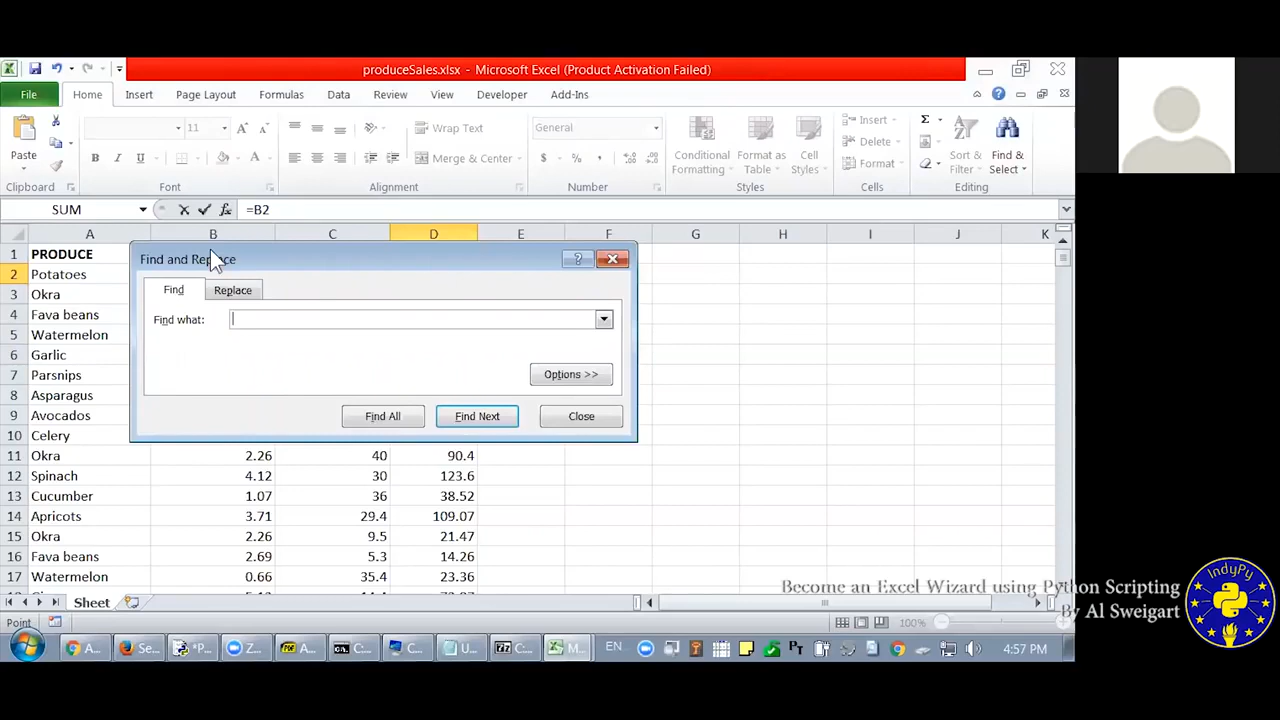 produceSales.xlsx - Microsoft Excel (Product Activation Failed)
File Home Insert Page Layout Formulas Data Review View Developer Add-Ins
11 Wrap Text General Insert Σ
Paste Conditional Format as Cell Delete Sort & Find &
B I U Merge & Center $ % , Formatting Table Styles Format Filter Select
Clipboard Font Alignment Number Styles Cells Editing
SUM fx =B2
A B C D E F G H I J K
1 PRODUCE
Find and Replace
2 Potatoes
Find Replace
3 Okra
4 Fava beans
Find what:
5 Watermelon
6 Garlic
7 Parsnips
Options >>
8 Asparagus
9 Avocados
Find All Find Next Close
10 Celery
11 Okra 2.26 40 90.4
12 Spinach 4.12 30 123.6
13 Cucumber 1.07 36 38.52
14 Apricots 3.71 29.4 109.07
15 Okra 2.26 9.5 21.47
16 Fava beans 2.69 5.3 14.26
17 Watermelon 0.66 35.4 23.36
Sheet
Become an Excel Wizard using Python Scripting
By Al Sweigart
IndyPy
Point 100%
A... Se... *P... Z... A... C:... C... U... C:... M... EN 4:57 PM